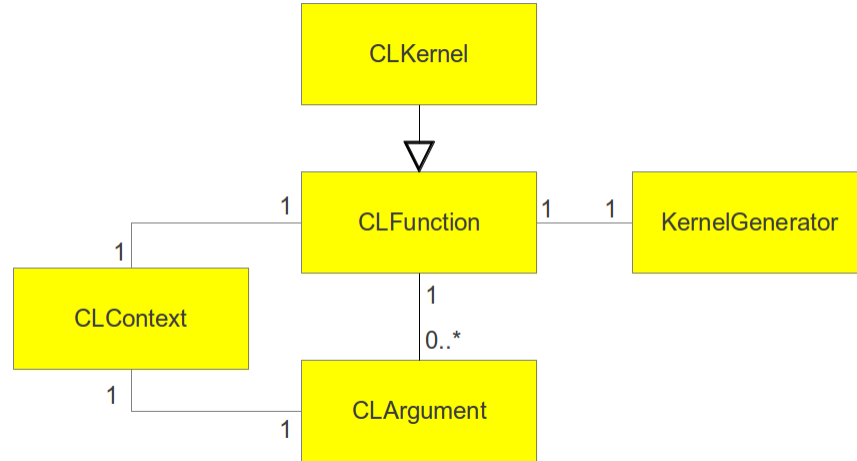 CLKernel
1
CLFunction
1
1
KernelGenerator
1
1
CLContext
0..*
1
CLArgument
1